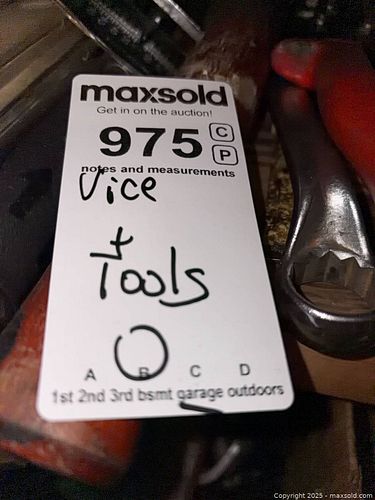 maxsold
Get in on the auction!
975 C
P
notes and measurements
Vice
+
Tools
A B C D
1st 2nd 3rd bsmt garage outdoors
Copyright 2025 - maxsold.com